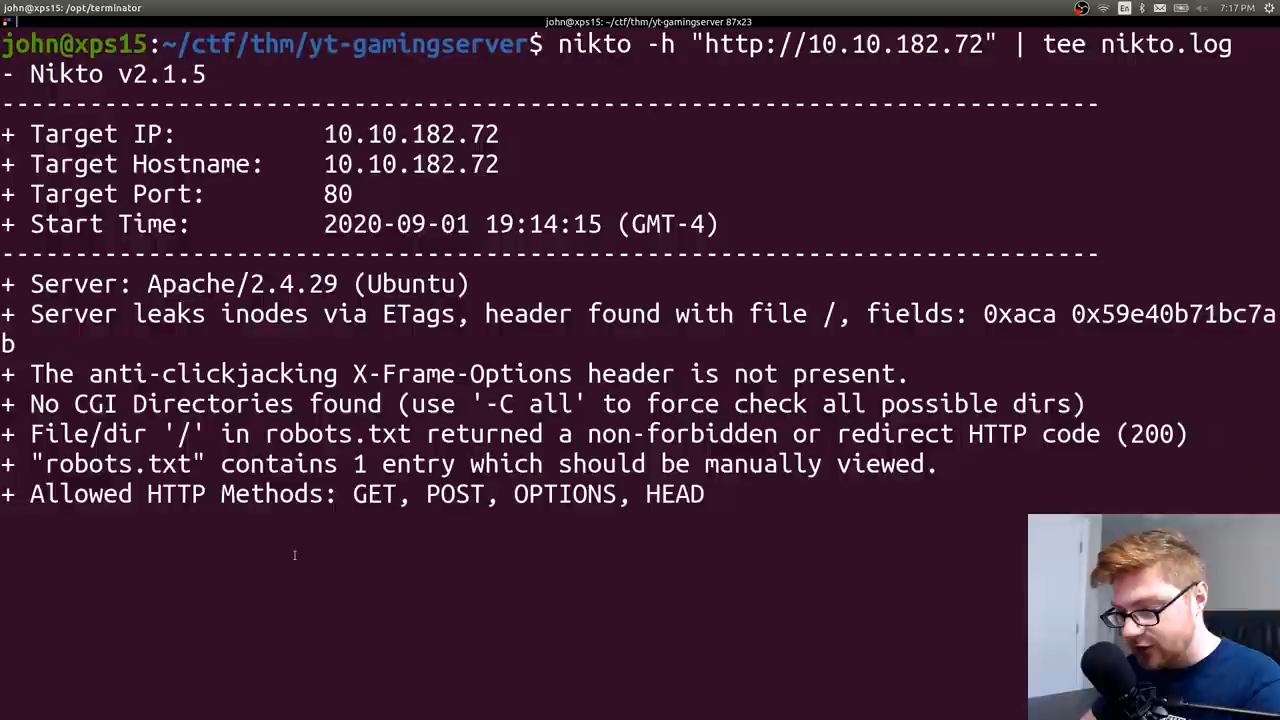 john@xps15: /opt/terminator
En
7:17 PM
john@xps15: ~/ctf/thm/yt-gamingserver 87x23
john@xps15:~/ctf/thm/yt-gamingserver$ nikto -h "http://10.10.182.72" | tee nikto.log
- Nikto v2.1.5
---------------------------------------------------------------------------
+ Target IP:          10.10.182.72
+ Target Hostname:    10.10.182.72
+ Target Port:        80
+ Start Time:         2020-09-01 19:14:15 (GMT-4)
---------------------------------------------------------------------------
+ Server: Apache/2.4.29 (Ubuntu)
+ Server leaks inodes via ETags, header found with file /, fields: 0xaca 0x59e40b71bc7a
b
+ The anti-clickjacking X-Frame-Options header is not present.
+ No CGI Directories found (use '-C all' to force check all possible dirs)
+ File/dir '/' in robots.txt returned a non-forbidden or redirect HTTP code (200)
+ "robots.txt" contains 1 entry which should be manually viewed.
+ Allowed HTTP Methods: GET, POST, OPTIONS, HEAD